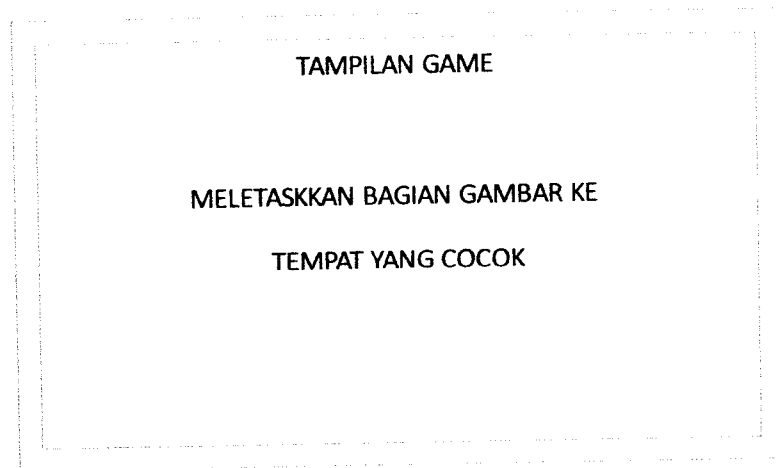 TAMPILAN GAME
MELETASKKAN BAGIAN GAMBAR KE
TEMPAT YANG COCOK